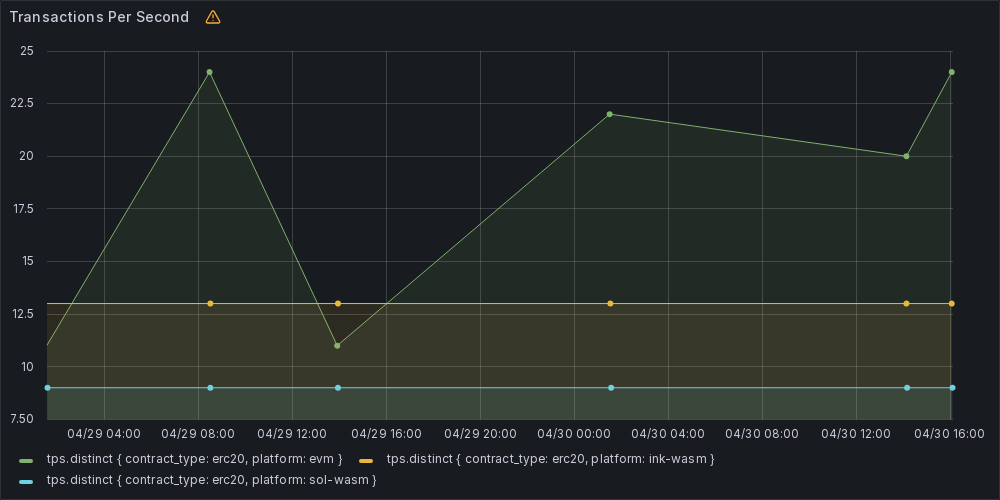 Transactions Per Second
25
22.5
20
17.5
15
12.5
10
7.50
04/29 04:00 04/29 08:00 04/29 12:00 04/29 16:00 04/29 20:00 04/30 00:00 04/30 04:00 04/30 08:00 04/30 12:00 04/30 16:00
tps.distinct { contract_type: erc20, platform: evm } tps.distinct { contract_type: erc20, platform: ink-wasm }
tps.distinct { contract_type: erc20, platform: sol-wasm }